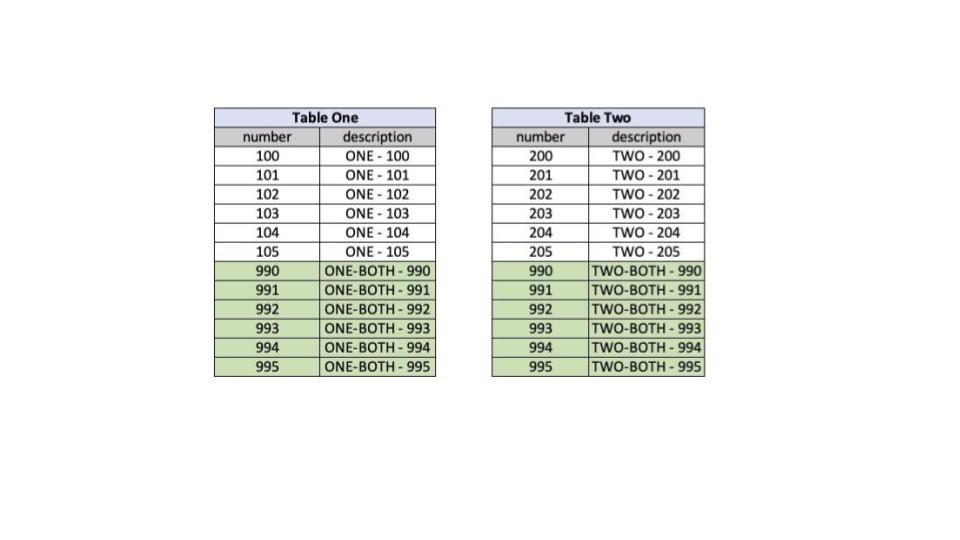 Table One
number description
100 ONE - 100
101 ONE - 101
102 ONE - 102
103 ONE - 103
104 ONE - 104
105 ONE - 105
990 ONE-BOTH - 990
991 ONE-BOTH - 991
992 ONE-BOTH - 992
993 ONE-BOTH - 993
994 ONE-BOTH - 994
995 ONE-BOTH - 995
Table Two
number description
200 TWO - 200
201 TWO - 201
202 TWO - 202
203 TWO - 203
204 TWO - 204
205 TWO - 205
990 TWO-BOTH - 990
991 TWO-BOTH - 991
992 TWO-BOTH - 992
993 TWO-BOTH - 993
994 TWO-BOTH - 994
995 TWO-BOTH - 995